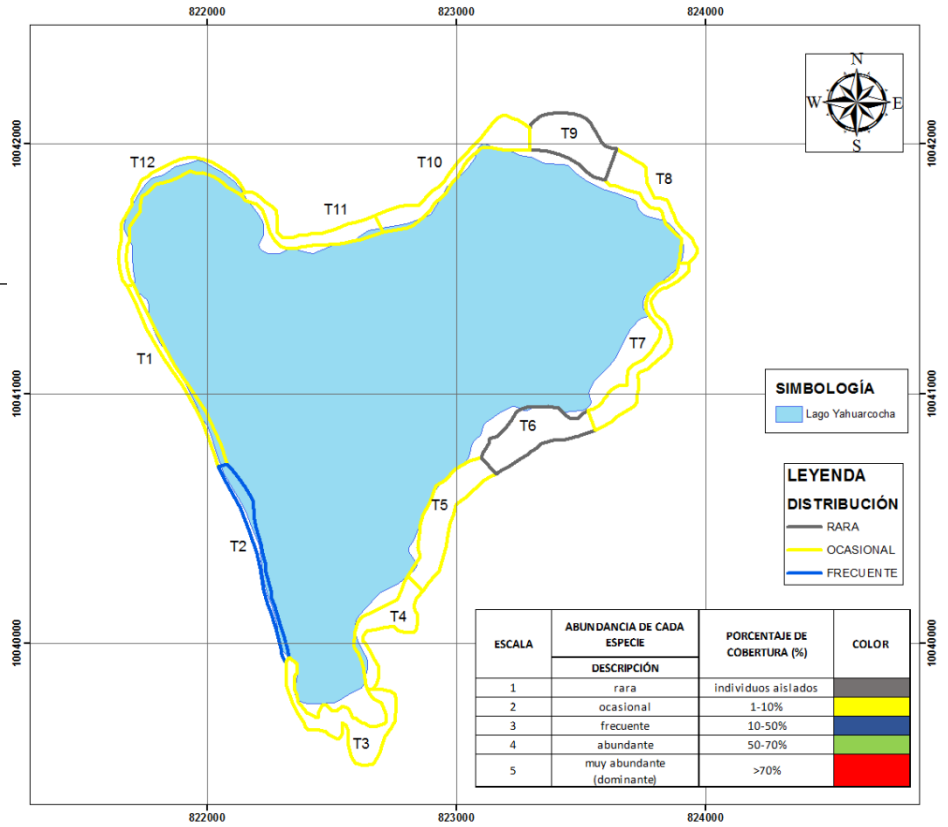 822000 823000 824000
N
W E
S
10042000 10042000
T9
T12
T10
T8
T11
T7
T1
10041000 10041000
SIMBOLOGÍA
Lago Yahuarcocha
T6
LEYENDA
DISTRIBUCIÓN
RARA
OCASIONAL
FRECUENTE
T5
T2
T4
10040000 10040000
T3
ESCALA ABUNDANCIA DE CADA ESPECIE PORCENTAJE DE COBERTURA (%) COLOR
DESCRIPCIÓN
1 rara individuos aislados
2 ocasional 1-10%
3 frecuente 10-50%
4 abundante 50-70%
5 muy abundante (dominante) >70%
822000 823000 824000